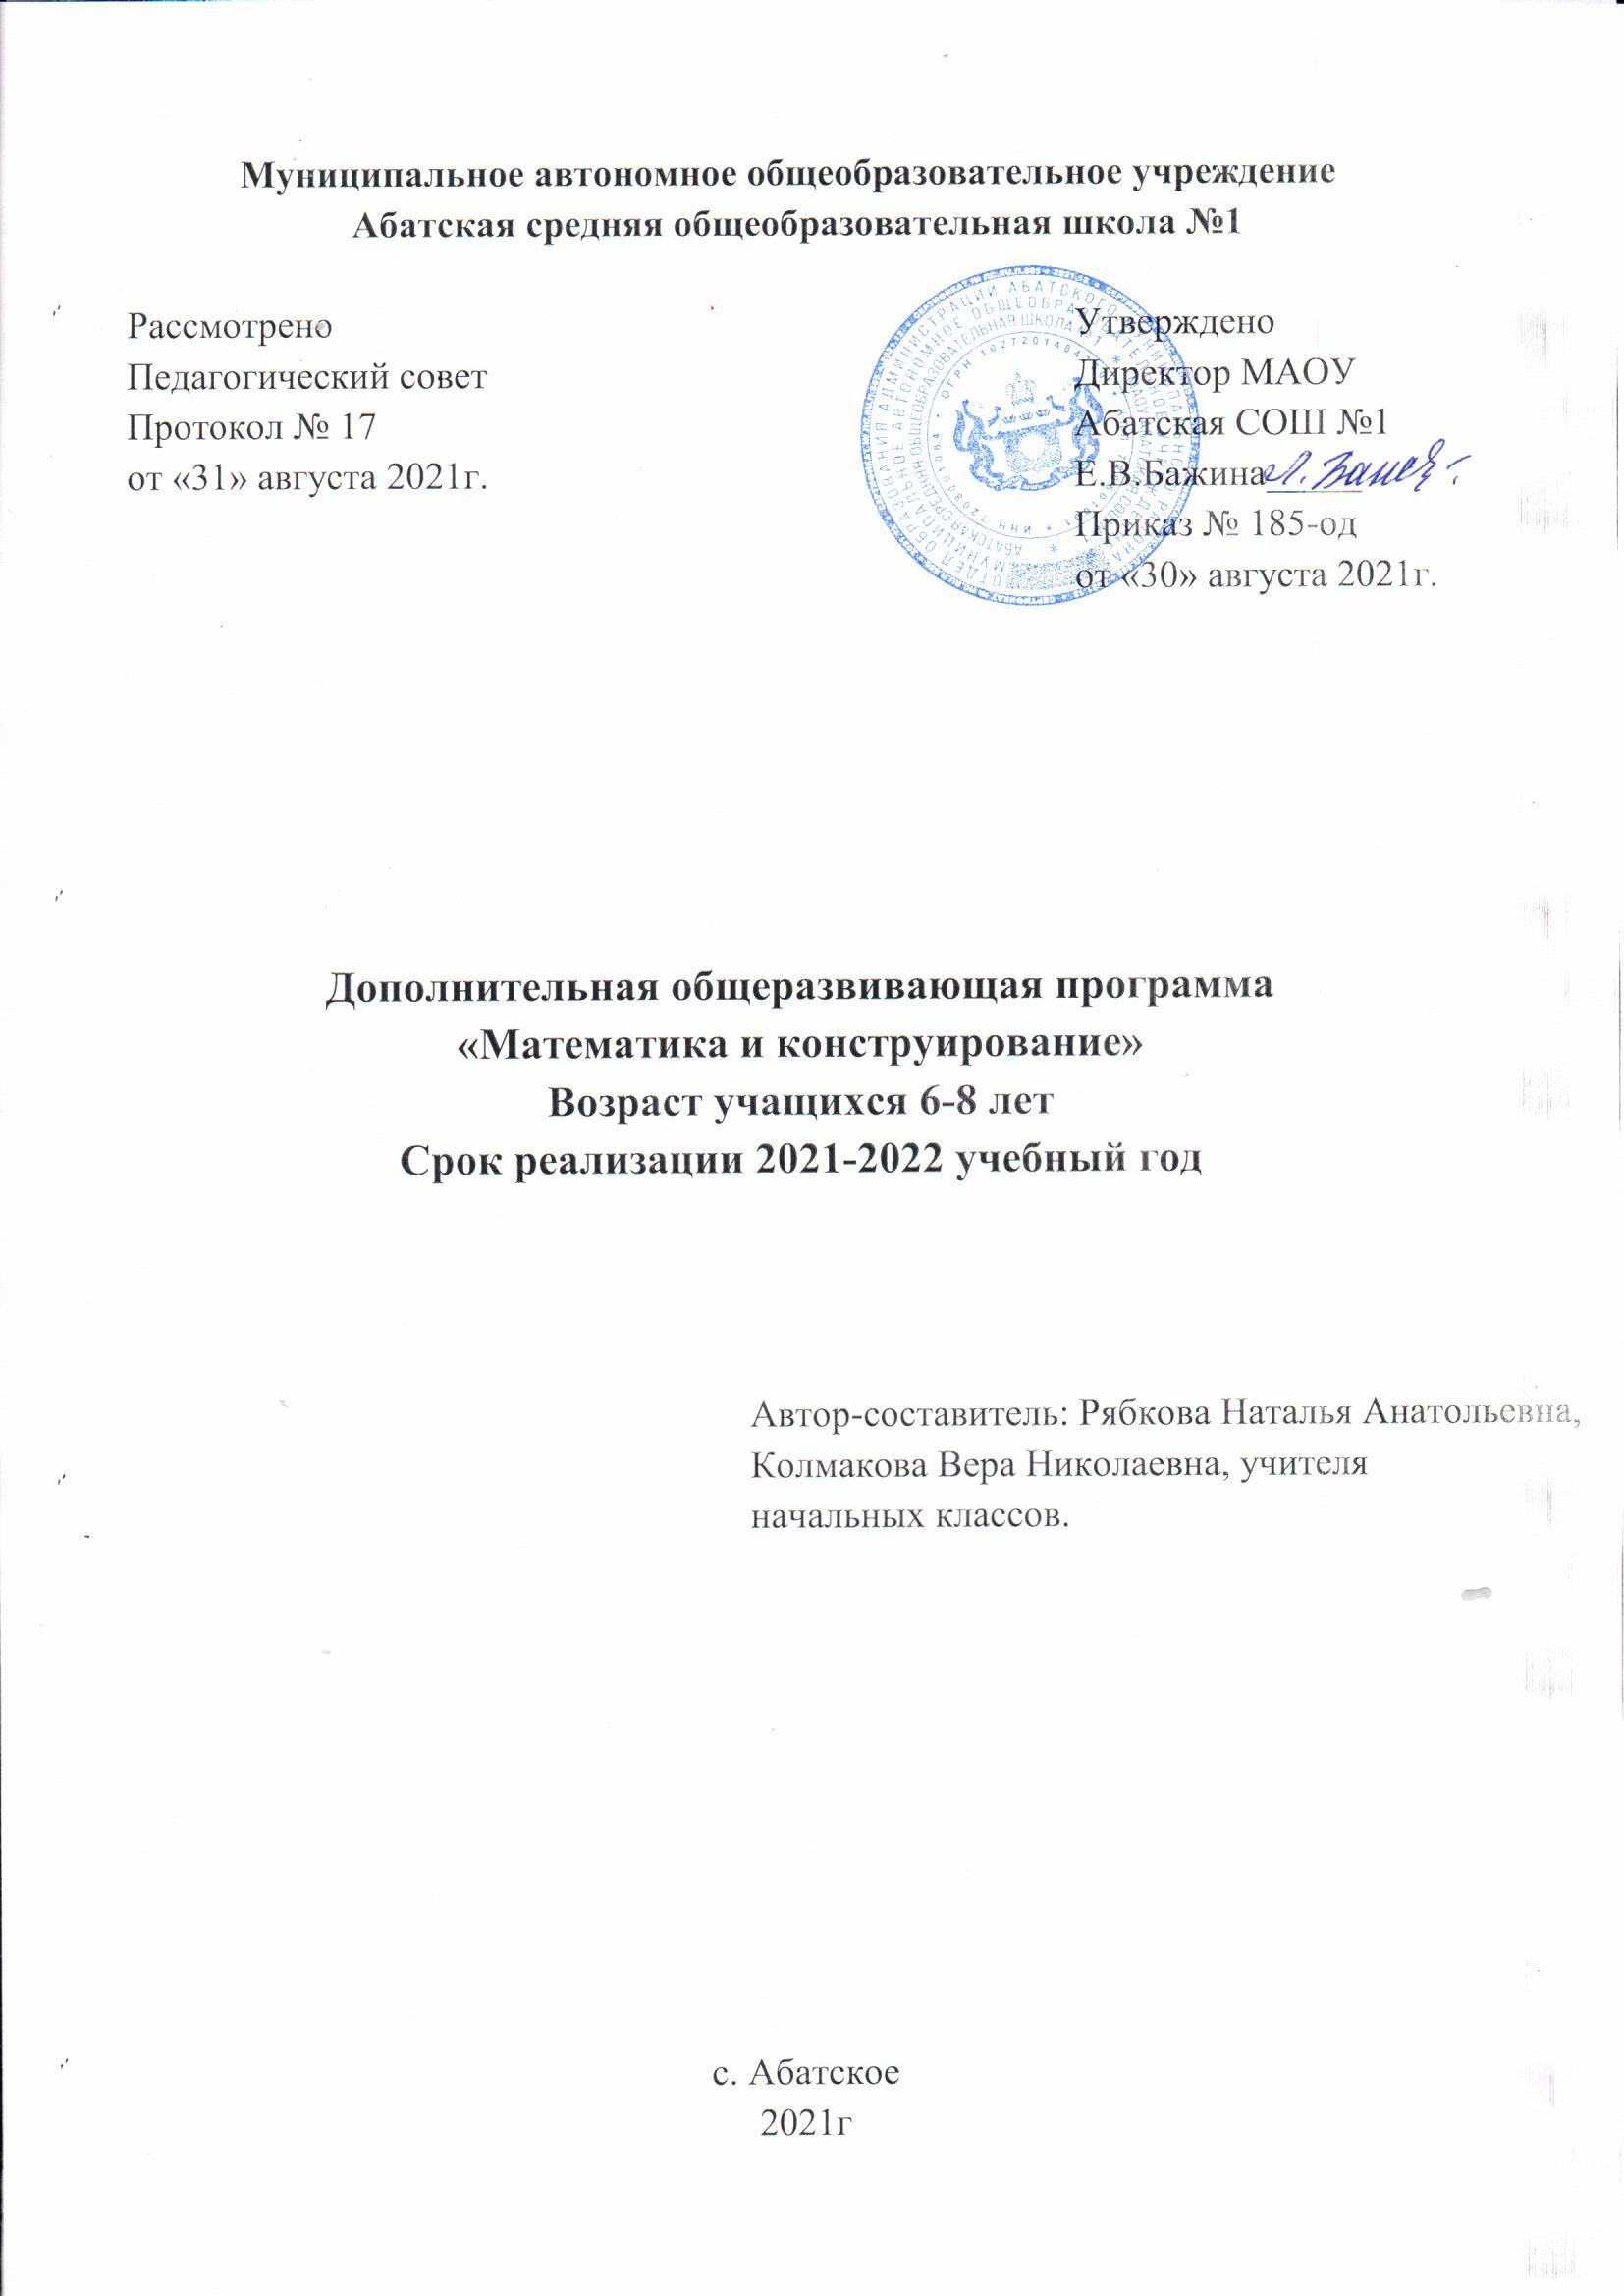 Муниципальное автономное общеобразовательное учреждение
Абатская средняя общеобразовательная школа №1
Рассмотрено
Педагогический совет
Протокол № 17
от «31» августа 2021г.
Утверждено
Директор МАОУ
Абатская СОШ №1
Е.В.Бажина
Приказ № 185-од
от «30» августа 2021г.
Дополнительная общеразвивающая программа
«Математика и конструирование»
Возраст учащихся 6-8 лет
Срок реализации 2021-2022 учебный год
Автор-составитель: Рябкова Наталья Анатольевна,
Колмакова Вера Николаевна, учителя
начальных классов.
с. Абатское
2021г